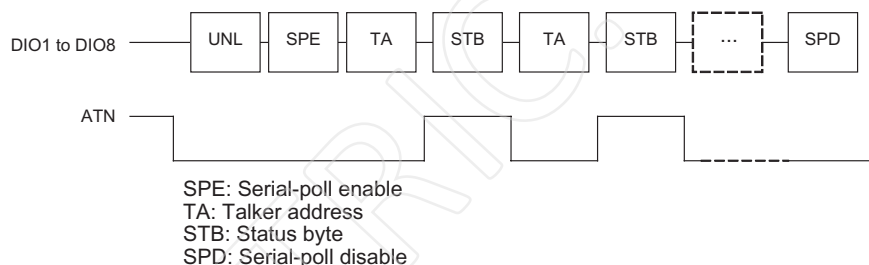 DIO1 to DIO8 UNL SPE TA STB TA STB ... SPD
ATN
SPE: Serial-poll enable
TA: Talker address
STB: Status byte
SPD: Serial-poll disable
TRIC.